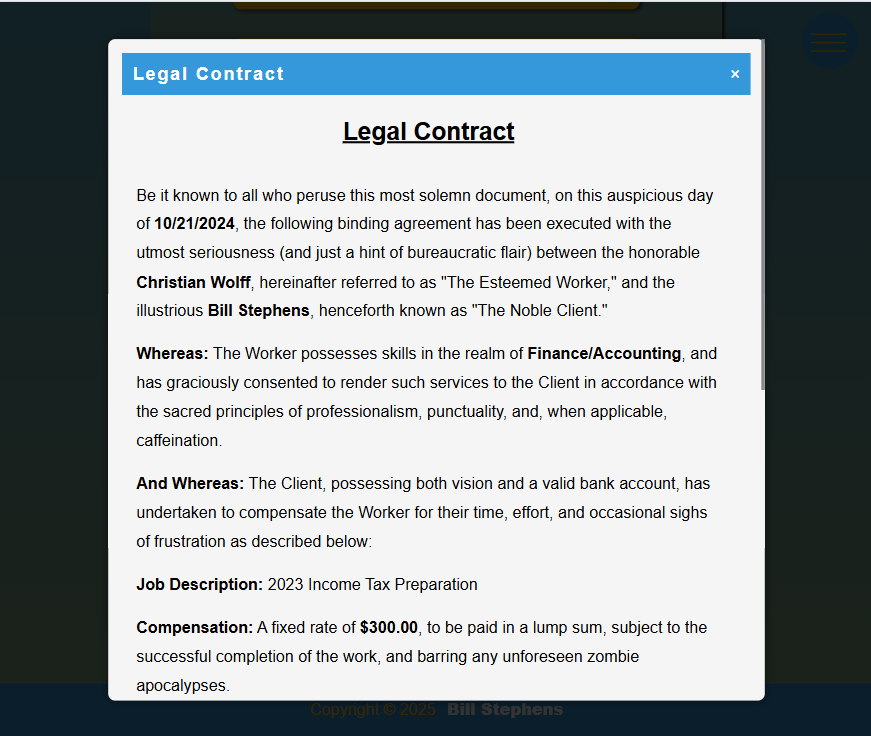 Legal Contract ×
Legal Contract
Be it known to all who peruse this most solemn document, on this auspicious day
of 10/21/2024, the following binding agreement has been executed with the
utmost seriousness (and just a hint of bureaucratic flair) between the honorable
Christian Wolff, hereinafter referred to as "The Esteemed Worker," and the
illustrious Bill Stephens, henceforth known as "The Noble Client."
Whereas: The Worker possesses skills in the realm of Finance/Accounting, and
has graciously consented to render such services to the Client in accordance with
the sacred principles of professionalism, punctuality, and, when applicable,
caffeination.
And Whereas: The Client, possessing both vision and a valid bank account, has
undertaken to compensate the Worker for their time, effort, and occasional sighs
of frustration as described below:
Job Description: 2023 Income Tax Preparation
Compensation: A fixed rate of $300.00, to be paid in a lump sum, subject to the
successful completion of the work, and barring any unforeseen zombie
apocalypses.
Copyright © 2025 Bill Stephens